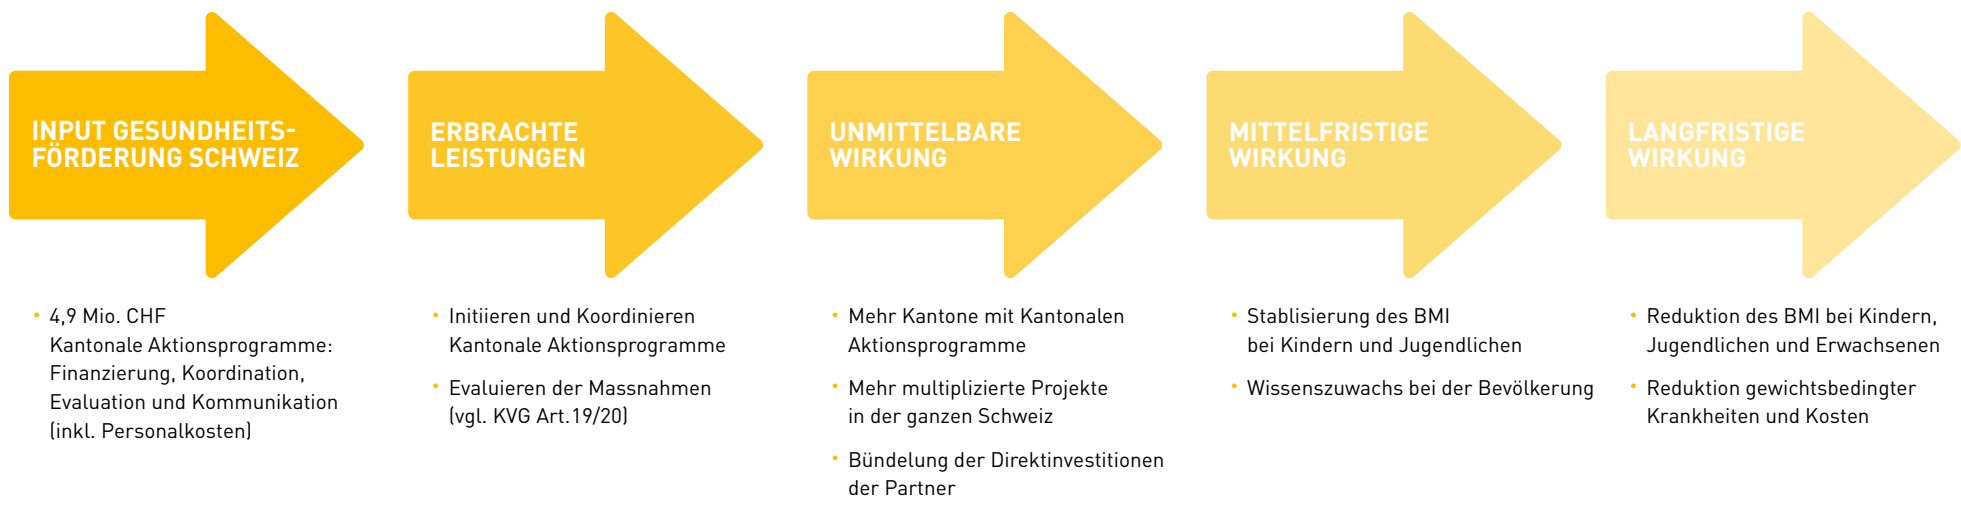 INPUT GESUNDHEITS-
FÖRDERUNG SCHWEIZ
• 4,9 Mio. CHF
Kantonale Aktionsprogramme:
Finanzierung, Koordination,
Evaluation und Kommunikation
(inkl. Personalkosten)
ERBRACHTE
LEISTUNGEN
• Initiieren und Koordinieren
Kantonale Aktionsprogramme
• Evaluieren der Massnahmen
(vgl. KVG Art.19/20)
UNMITTELBARE
WIRKUNG
• Mehr Kantone mit Kantonalen
Aktionsprogramme
• Mehr multiplizierte Projekte
in der ganzen Schweiz
• Bündelung der Direktinvestitionen
der Partner
MITTELFRISTIGE
WIRKUNG
• Stablisierung des BMI
bei Kindern und Jugendlichen
• Wissenszuwachs bei der Bevölkerung
LANGFRISTIGE
WIRKUNG
• Reduktion des BMI bei Kindern,
Jugendlichen und Erwachsenen
• Reduktion gewichtsbedingter
Krankheiten und Kosten